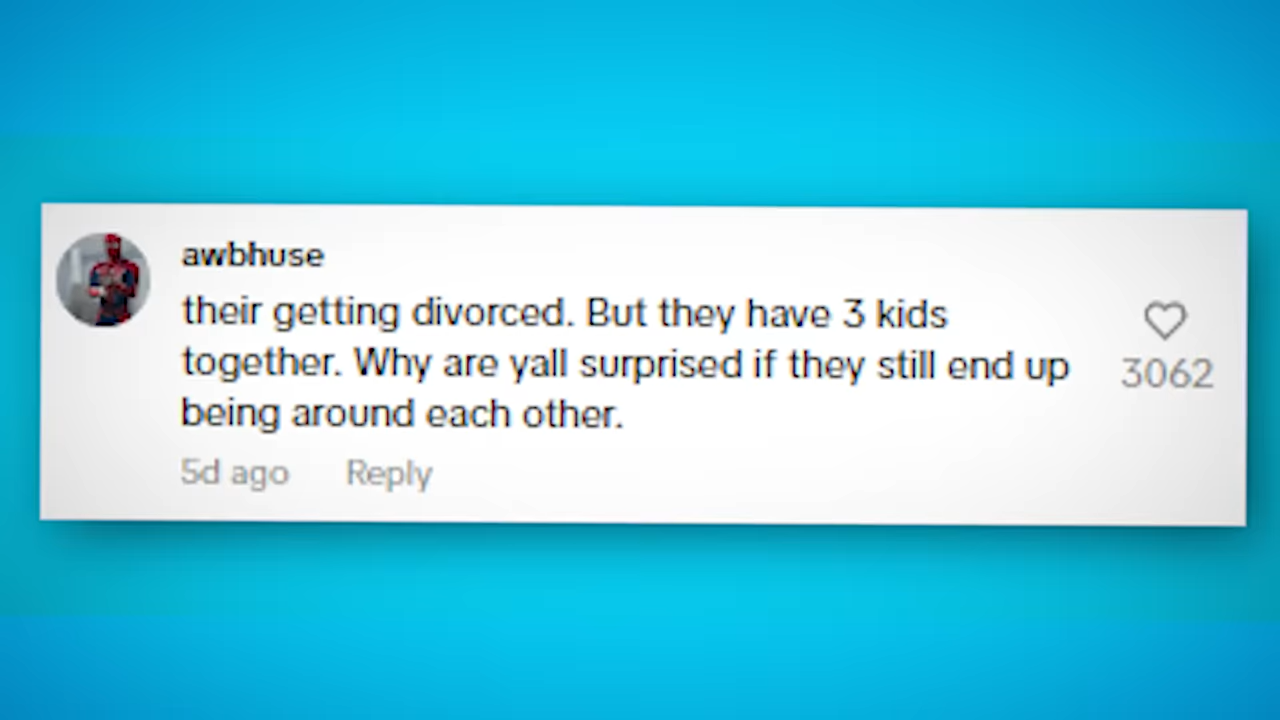 awbhuse
their getting divorced. But they have 3 kids
together. Why are yall surprised if they still end up
being around each other.
3062
5d ago Reply